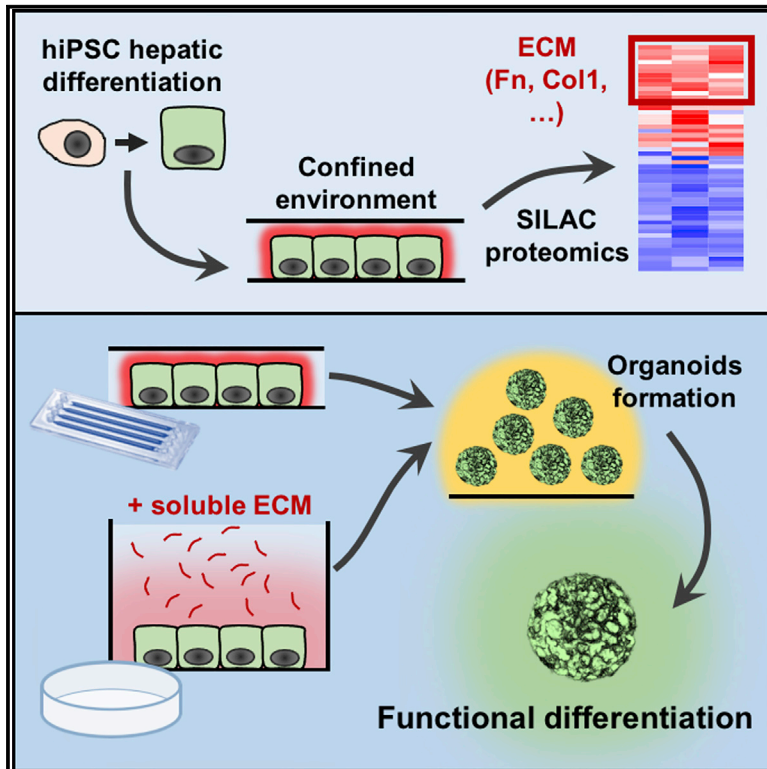 hiPSC hepatic
differentiation
Confined
environment
ECM
(Fn, Col1,
…)
SILAC
proteomics
Organoids
formation
+ soluble ECM
Functional differentiation